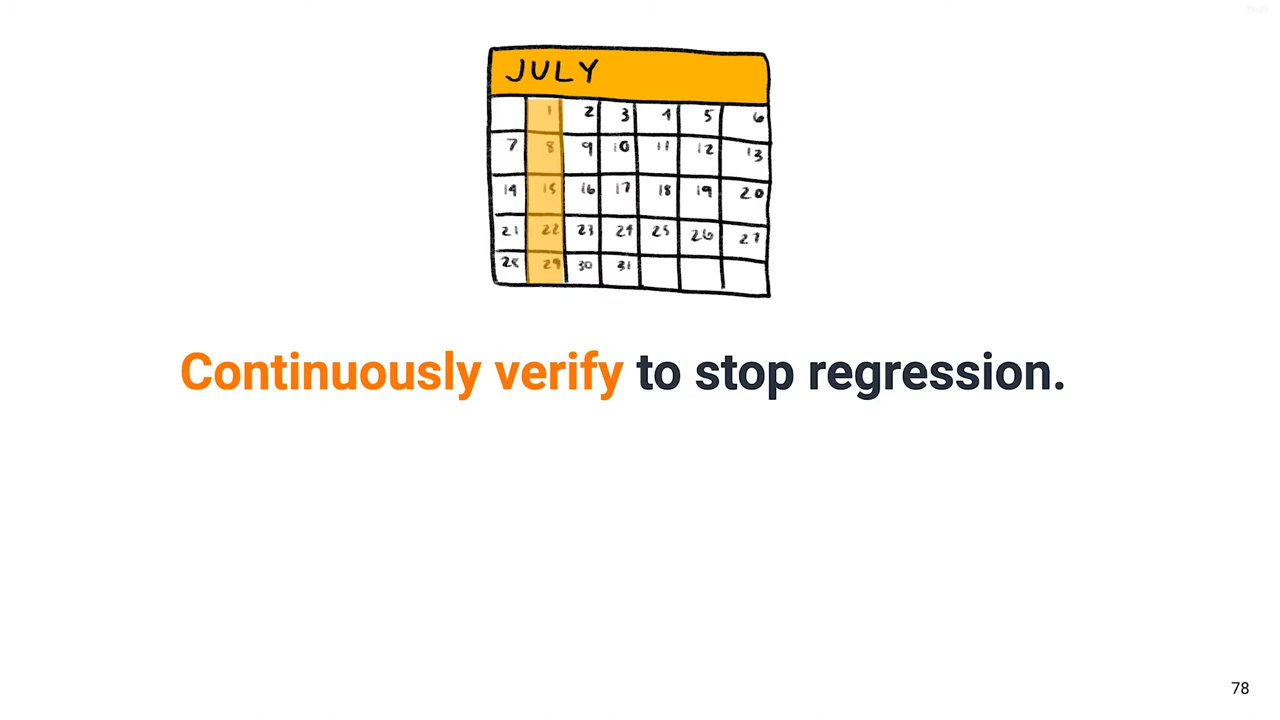 JULY
1 2 3 4 5 6
7 8 9 10 11 12 13
14 15 16 17 18 19 20
21 22 23 24 25 26 27
28 29 30 31
Continuously verify to stop regression.
78